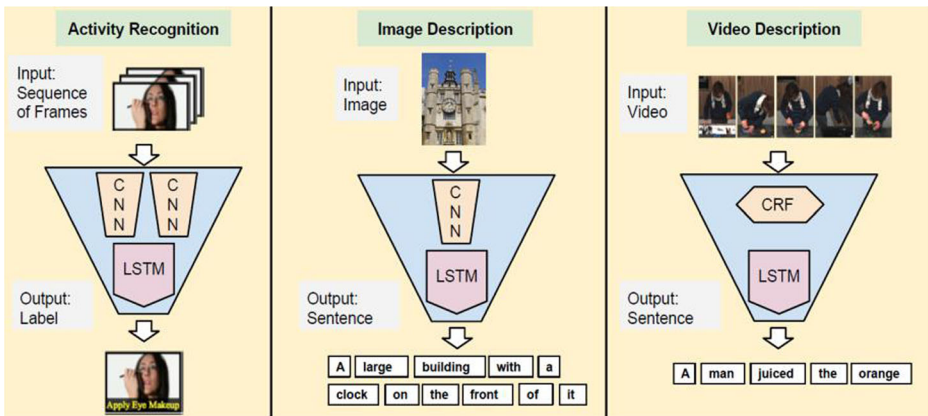 Activity Recognition
Input:
Sequence
of Frames
C
N
N
C
N
N
LSTM
Output:
Label
Apply Eye Makeup
Image Description
Input:
Image
C
N
N
LSTM
Output:
Sentence
A large building with a
clock on the front of it
Video Description
Input:
Video
CRF
LSTM
Output:
Sentence
A man juiced the orange